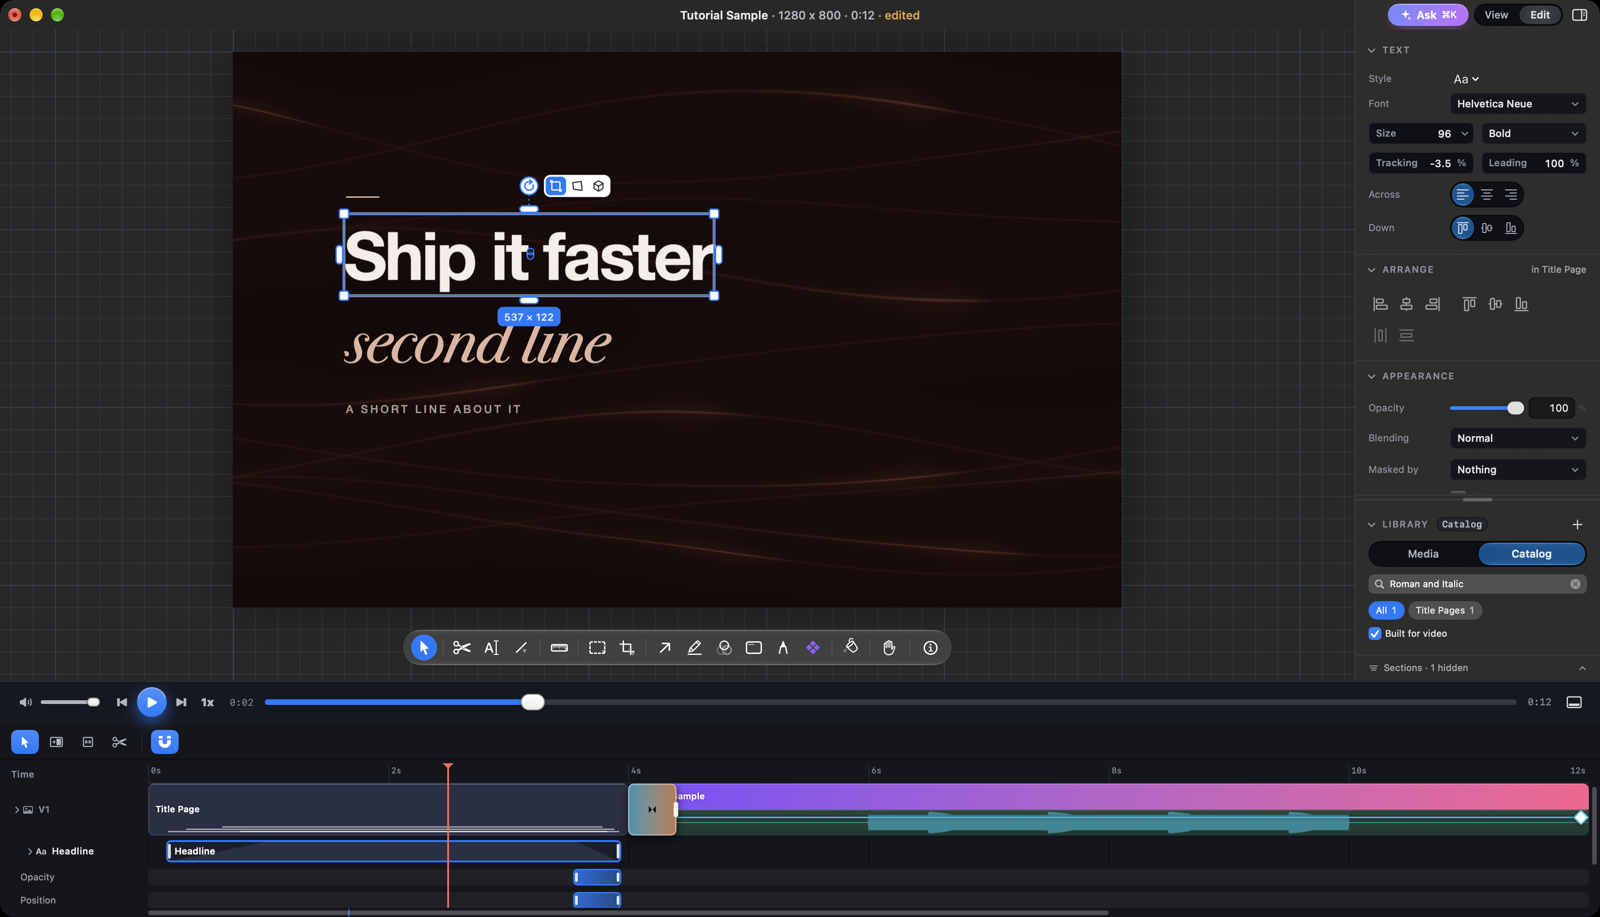 Tutorial Sample · 1280 x 800 · 0:12 · edited
Ask ⌘K
View
Edit
TEXT
Style
Aa
Font
Helvetica Neue
Size
96
Bold
Tracking
-3.5 %
Leading
100 %
Across
Down
ARRANGE
in Title Page
APPEARANCE
Opacity
100 %
Blending
Normal
Masked by
Nothing
LIBRARY
Catalog
+
Media
Catalog
Roman and Italic
All 1
Title Pages 1
Built for video
Sections · 1 hidden
Ship it faster
537 × 122
second line
A SHORT LINE ABOUT IT
1x
0:02
0:12
Time
0s
2s
4s
6s
8s
10s
12s
V1
Title Page
ample
Aa Headline
Headline
Opacity
Position